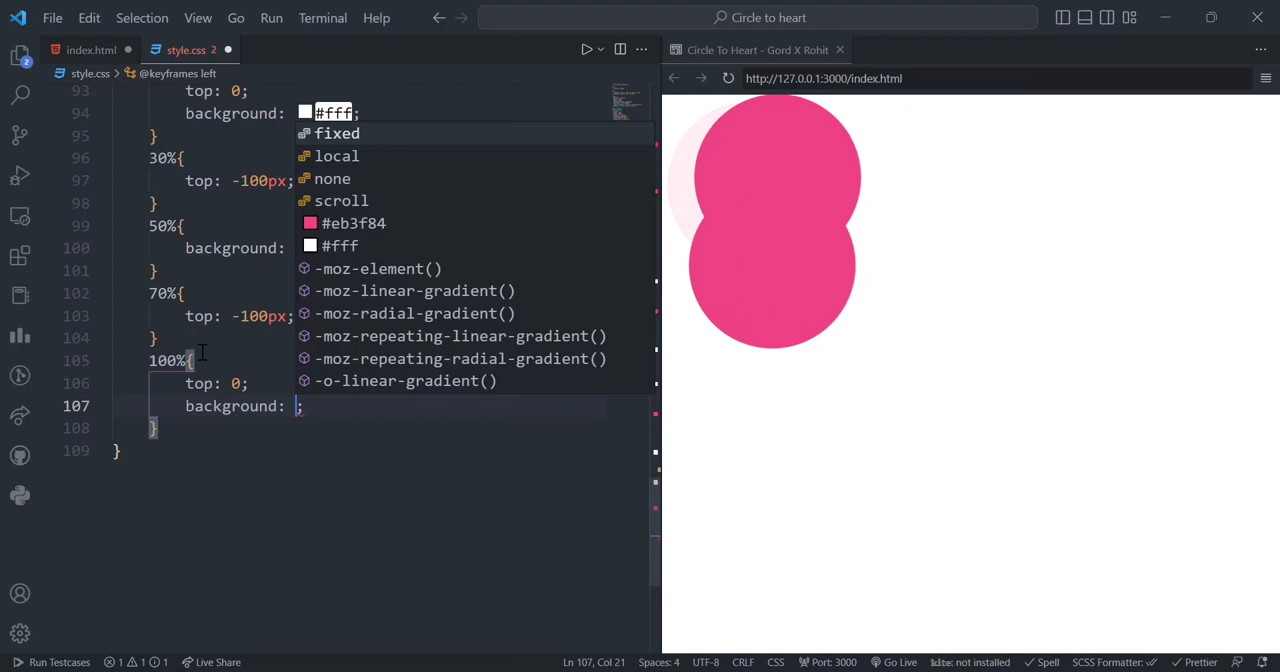 File Edit Selection View Go Run Terminal Help
Circle to heart
index.html
style.css 2
Circle To Heart - Gord X Rohit
style.css > @keyframes left
http://127.0.0.1:3000/index.html
93 top: 0;
94 background: #fff;
95 }
96 30%{
97 top: -100px;
98 }
99 50%{
100 background:
101 }
102 70%{
103 top: -100px;
104 }
105 100%{
106 top: 0;
107 background: ;
108 }
109 }
fixed
local
none
scroll
#eb3f84
#fff
-moz-element()
-moz-linear-gradient()
-moz-radial-gradient()
-moz-repeating-linear-gradient()
-moz-repeating-radial-gradient()
-o-linear-gradient()
2
Run Testcases 1 1 1 Live Share Ln 107, Col 21 Spaces: 4 UTF-8 CRLF CSS Port: 3000 Go Live kite: not installed Spell SCSS Formatter: Prettier